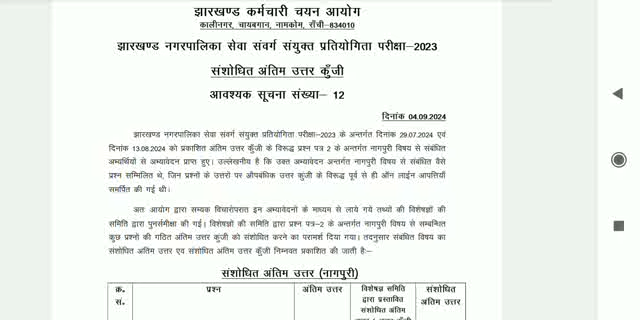 झारखण्ड कर्मचारी चयन आयोग
कालीनगर, चायबगान, नामकोम, राँची–834010
झारखण्ड नगरपालिका सेवा संवर्ग संयुक्त प्रतियोगिता परीक्षा–2023
संशोधित अंतिम उत्तर कुँजी
आवश्यक सूचना संख्या– 12
दिनांक 04.09.2024
झारखण्ड नगरपालिका सेवा संवर्ग संयुक्त प्रतियोगिता परीक्षा–2023 के अन्तर्गत दिनांक 29.07.2024 एवं
दिनांक 13.08.2024 को प्रकाशित अंतिम उत्तर कुँजी के विरूद्ध प्रश्न पत्र 2 के अन्तर्गत नागपुरी विषय से संबंधित
अभ्यर्थियों से अभ्यावेदन प्राप्त हुए। उल्लेखनीय है कि उक्त अभ्यावेदन अन्तर्गत नागपुरी विषय से संबंधित वैसे
प्रश्न सम्मिलित थे, जिन प्रश्नों के उत्तरों पर औपबंधिक उत्तर कुंजी के विरूद्ध पूर्व से ही ऑन लाईन आपत्तियाँ
समर्पित की गई थी।
अतः आयोग द्वारा सम्यक विचारोपरात इन अभ्यावेदनों के माध्यम से लाये गये तथ्यों की विशेषज्ञों की
समिति द्वारा पुनर्समीक्षा की गई। विशेषज्ञों की समिति द्वारा प्रश्न पत्र–2 के अन्तर्गत नागपुरी विषय से सम्बन्धित
कुछ प्रश्नों की गठित अंतिम उत्तर कुँजी को संशोधित करने का परामर्श दिया गया। तदनुसार संबंधित विषय का
संशोधित अंतिम उत्तर एवं संशोधित अंतिम उत्तर कुँजी निम्नवत प्रकाशित की जाती हैः–
संशोधित अंतिम उत्तर (नागपुरी)
क्र. प्रश्न अंतिम उत्तर विशेषज्ञ समिति संशोधित
सं. द्वारा प्रस्तावित अंतिम उत्तर
संशोधित अंतिम